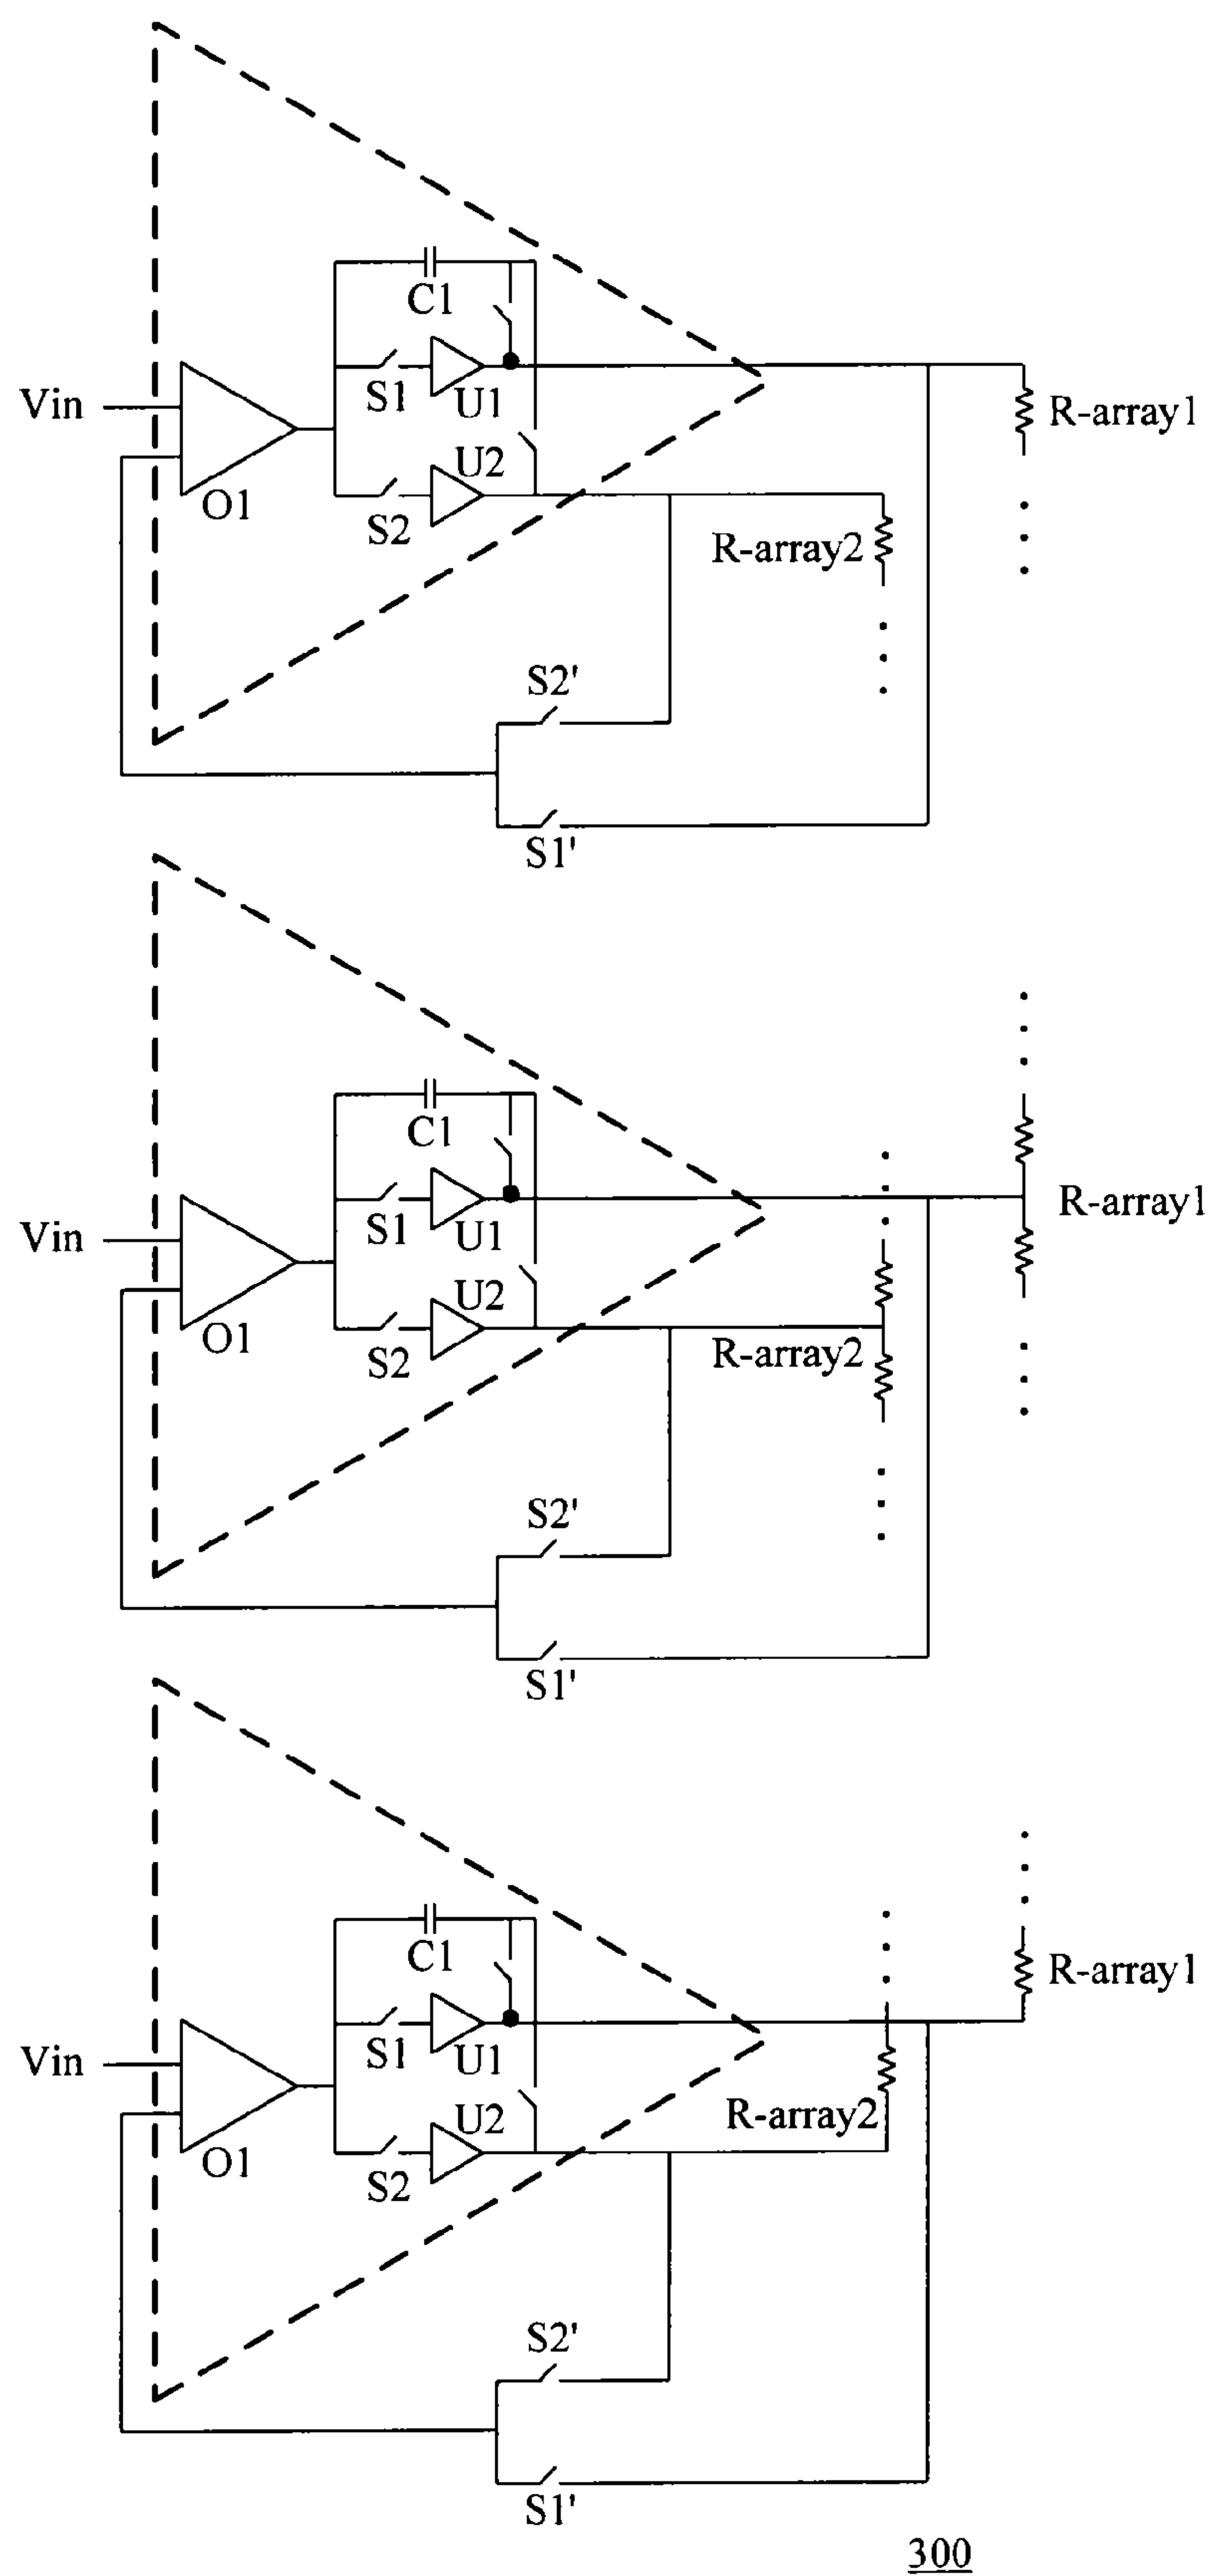 C1
S1
U1
Vin
R-array1
O1
U2
S2
R-array2
S2'
S1'
C1
S1
U1
Vin
R-array1
O1
U2
S2
R-array2
S2'
S1'
C1
S1
U1
Vin
R-array1
O1
U2
S2
R-array2
S2'
S1'
300